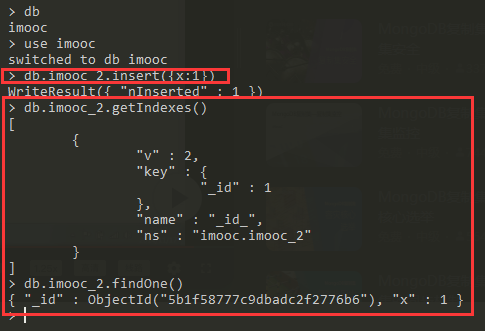 > db
imooc
> use imooc
switched to db imooc
> db.imooc_2.insert({x:1})
WriteResult({ "nInserted" : 1 })
> db.imooc_2.getIndexes()
[
        {
                "v" : 2,
                "key" : {
                        "_id" : 1
                },
                "name" : "_id_",
                "ns" : "imooc.imooc_2"
        }
]
> db.imooc_2.findOne()
{ "_id" : ObjectId("5b1f58777c9dbadc2f2776b6"), "x" : 1 }
>